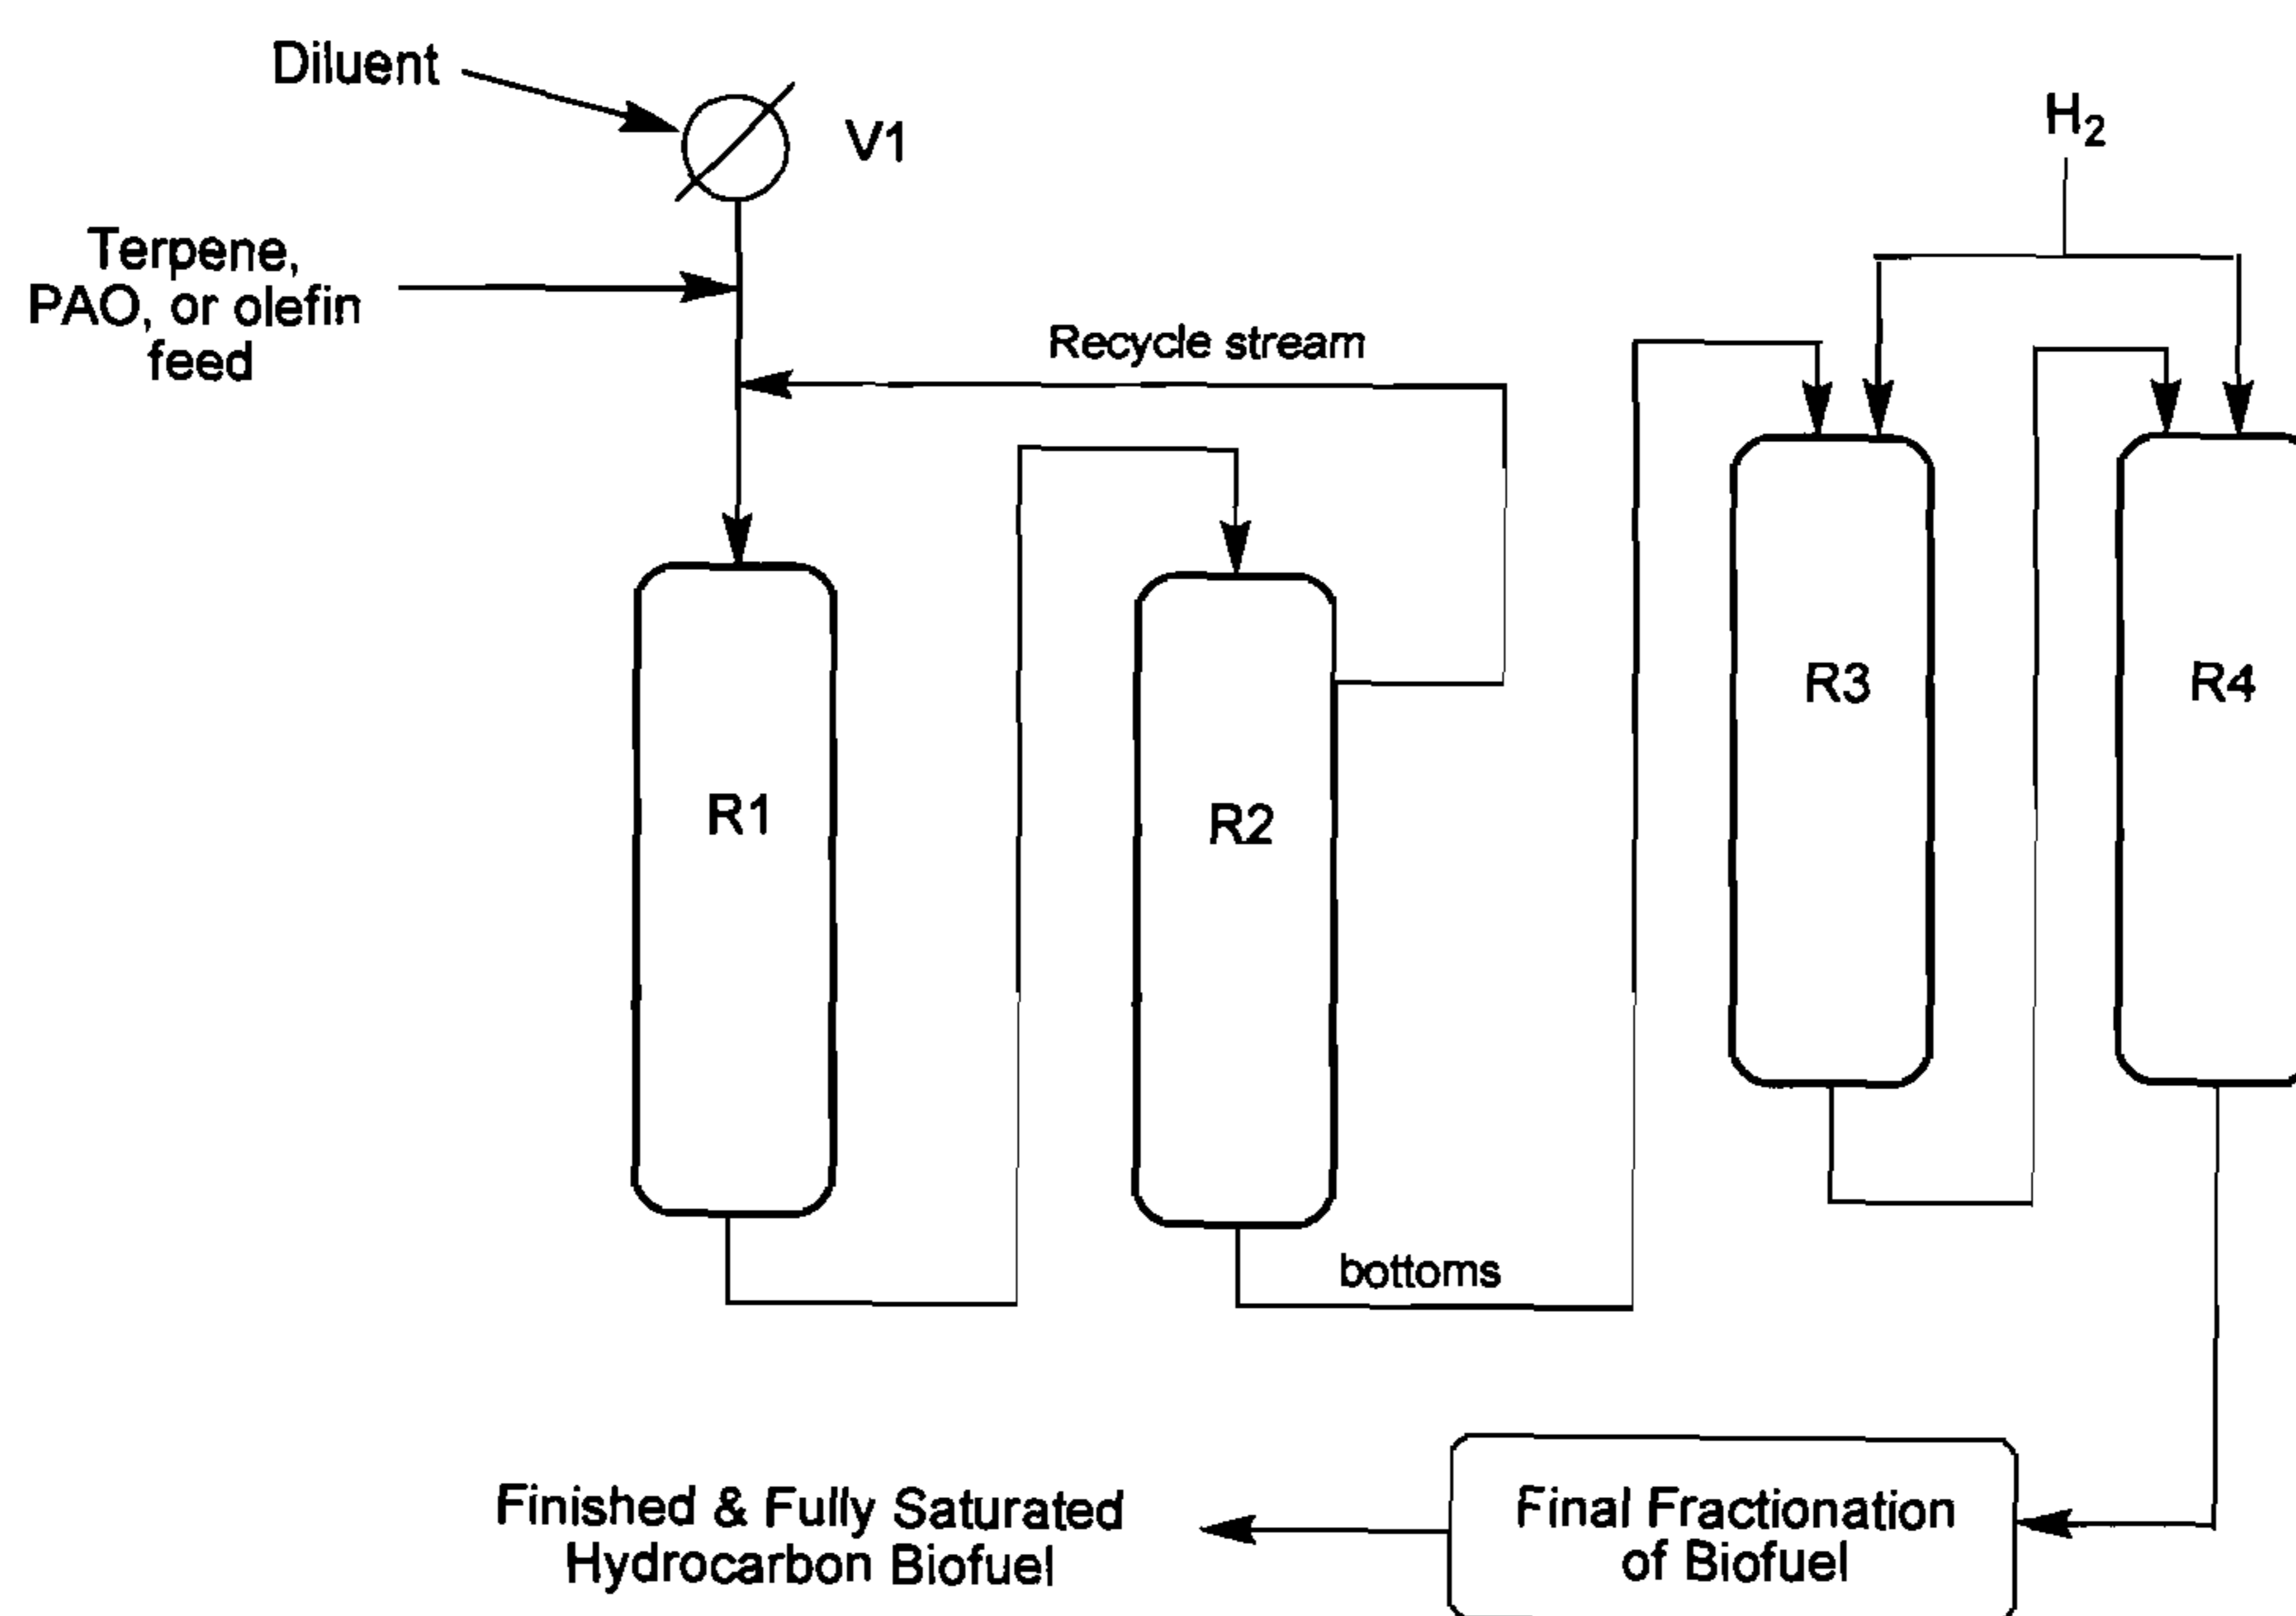 Diluent
V1
H2
Terpene,
PAO, or olefin
feed
Recycle stream
R1
R2
R3
R4
bottoms
Finished & Fully Saturated
Hydrocarbon Biofuel
Final Fractionation
of Biofuel